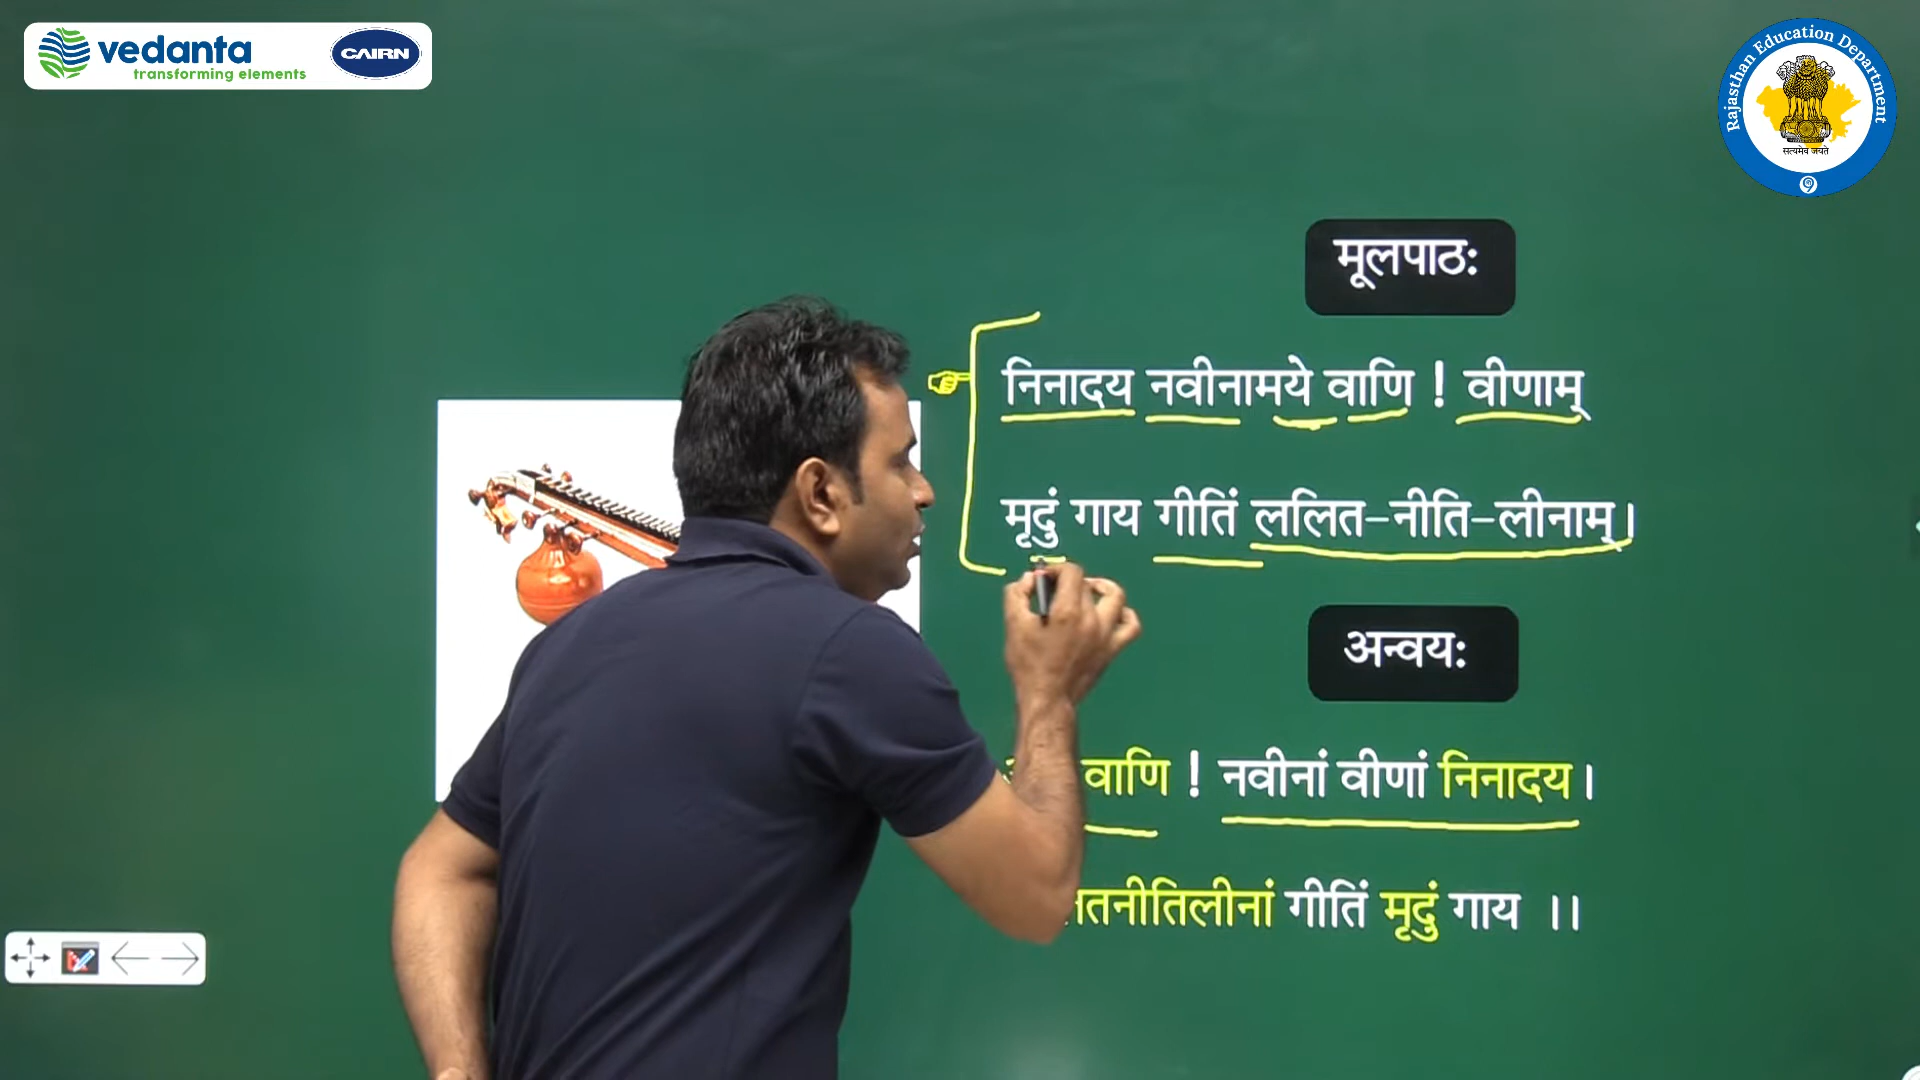 vedanta
transforming elements
CAIRN
Rajasthan Education Department
सत्यमेव जयते
मूलपाठः
निनादय नवीनामये वाणि ! वीणाम्
मृदुं गाय गीतिं ललित-नीति-लीनाम्।
अन्वयः
वाणि ! नवीनां वीणां निनादय।
गीतिं मृदुं गाय ।।